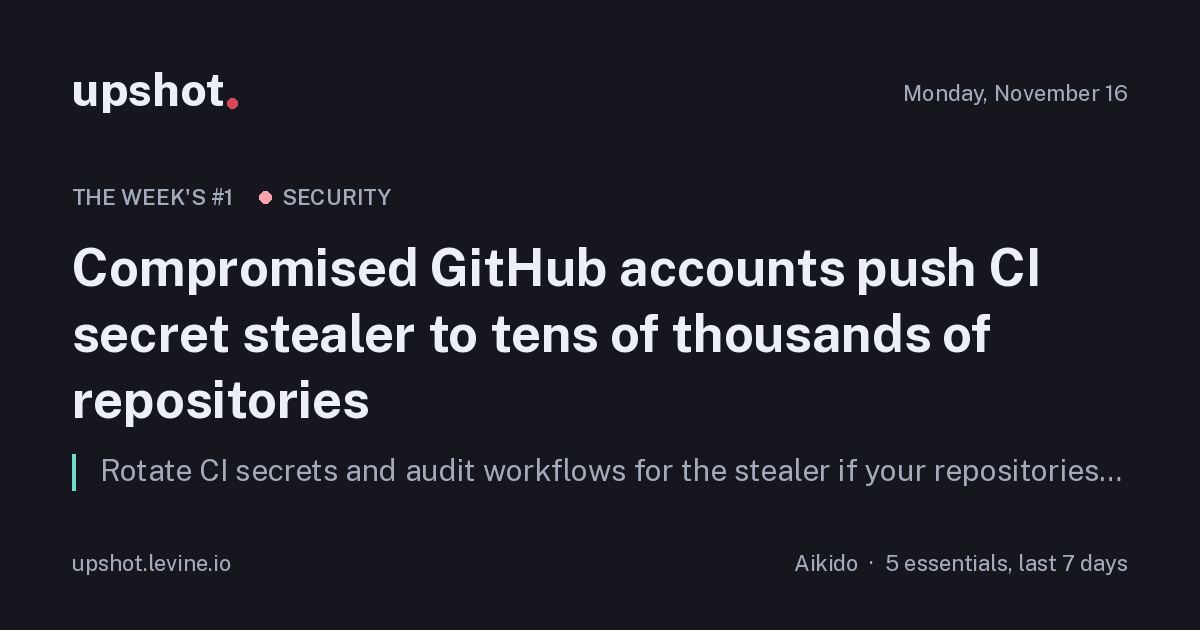 upshot.
Monday, November 16
THE WEEK'S #1 SECURITY
Compromised GitHub accounts push CI
secret stealer to tens of thousands of
repositories
Rotate CI secrets and audit workflows for the stealer if your repositories…
upshot.levine.io
Aikido · 5 essentials, last 7 days